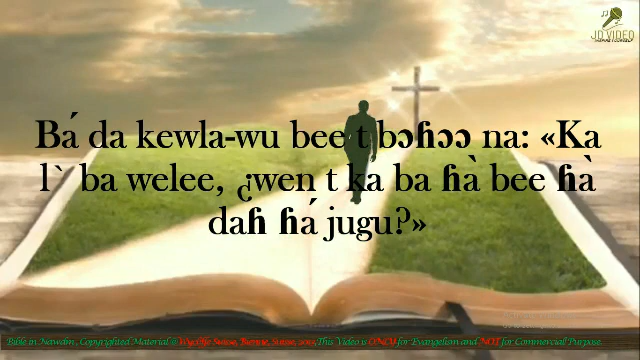 JD VIDEO
Bá da kewla-wu bee t bɔɦɔɔ na: «Ka
l` ba welee, ¿wen t ka ba ɦà bee ɦà
daɦ ɦá jugu?»
Bible in Nawdm, Copyrighted Material © Wycliffe Suisse, Bienne, Suisse, 2015 This Video is ONLY for Evangelism and NOT for Commercial Purpose.